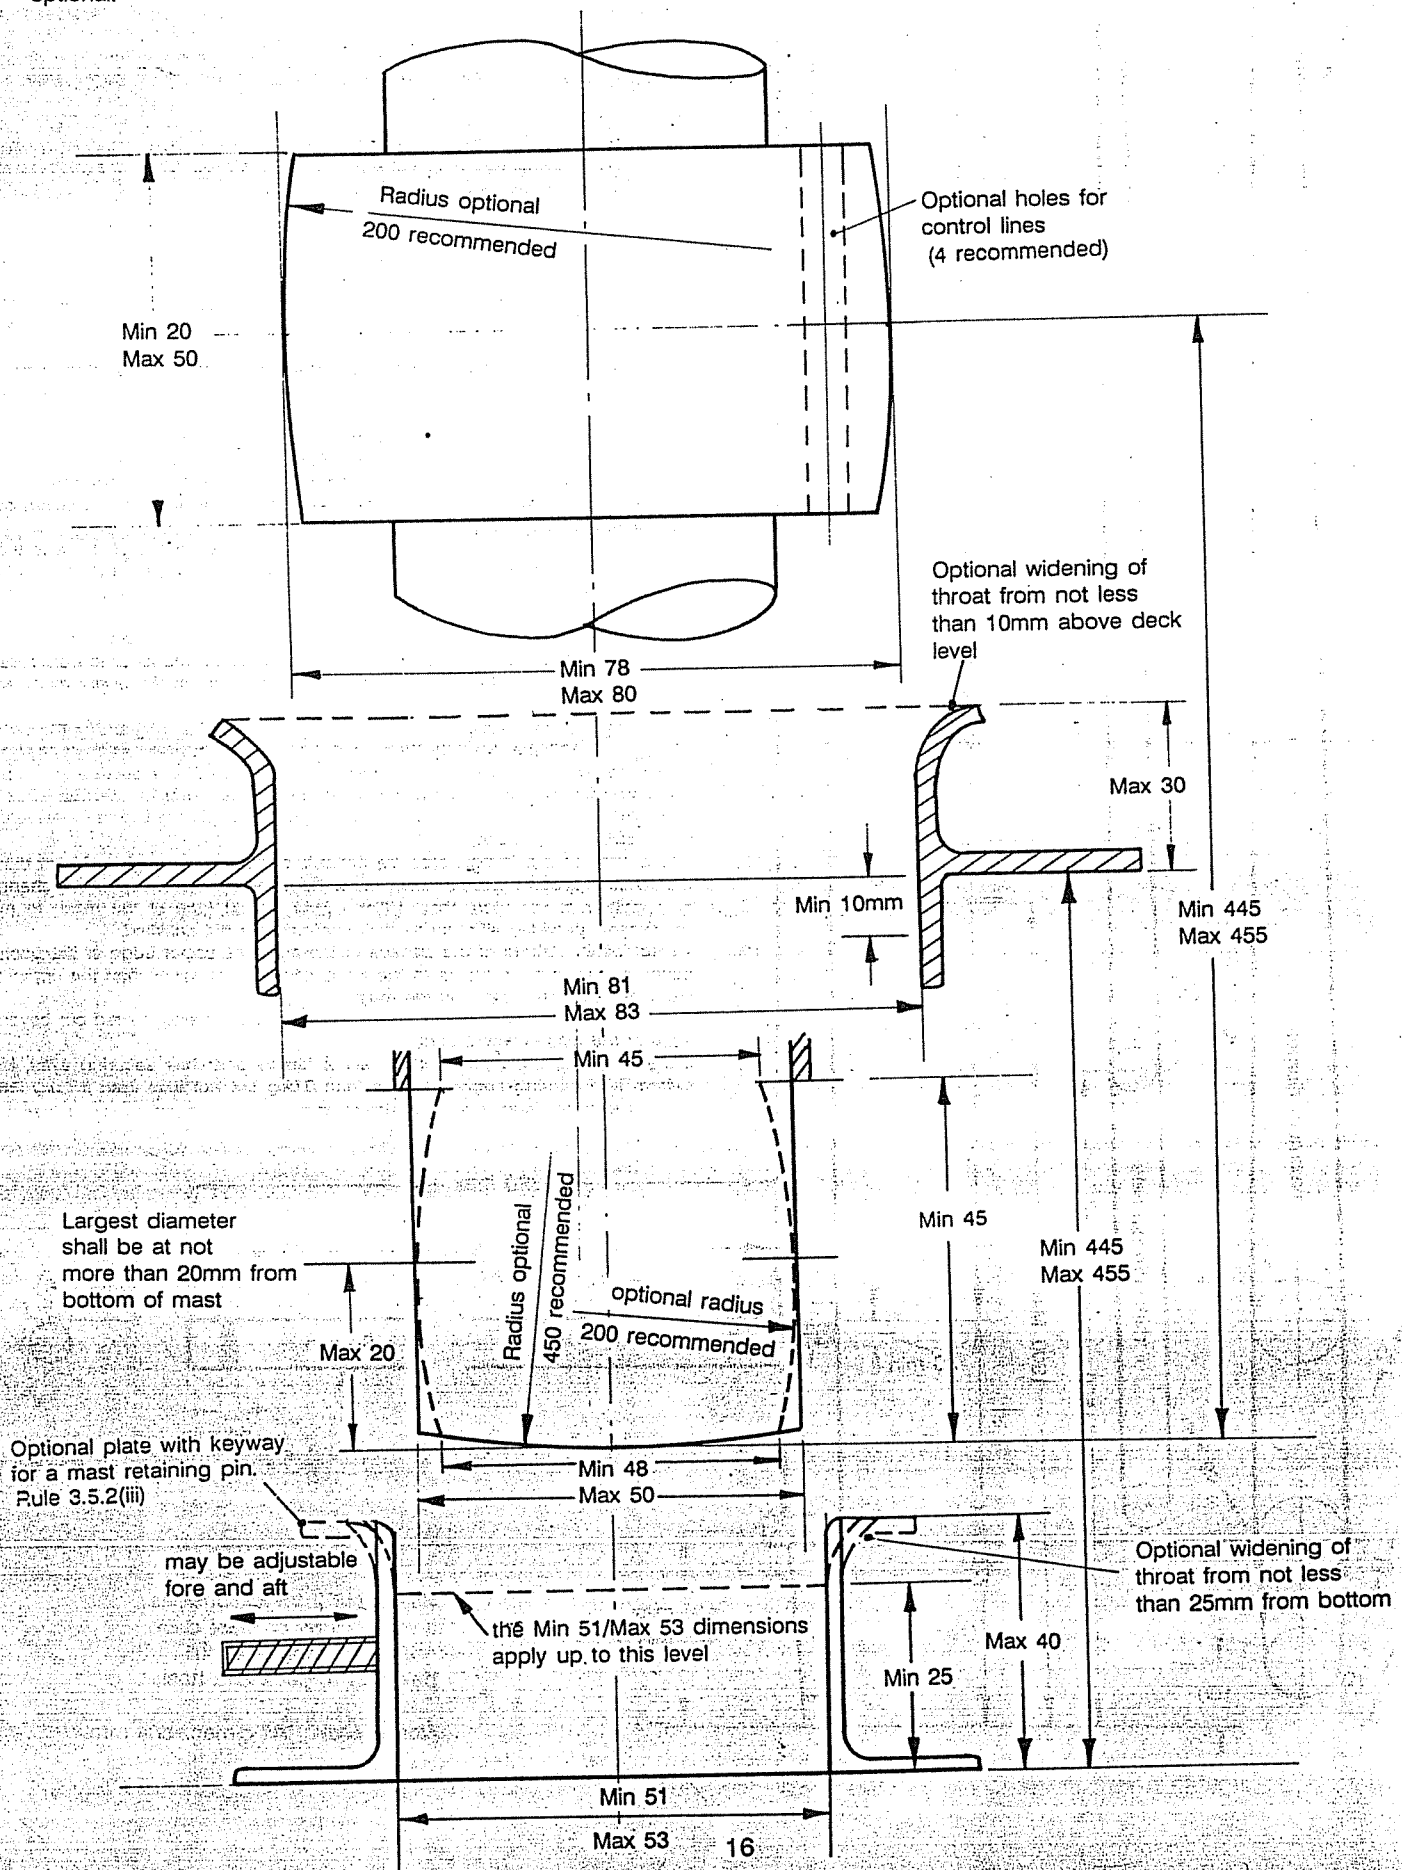 Radius optional
200 recommended
Optional holes for
control lines
(4 recommended)
Min 20
Max 50
Optional widening of
throat from not less
than 10mm above deck
level
Min 78
Max 80
Max 30
Min 10mm
Min 445
Max 455
Min 81
Max 83
Min 45
Largest diameter
shall be at not
more than 20mm from
bottom of mast
Radius optional
450 recommended
Min 45
Min 445
Max 455
optional radius
200 recommended
Max 20
Optional plate with keyway
for a mast retaining pin.
Rule 3.5.2(iii)
Min 48
Max 50
may be adjustable
fore and aft
Optional widening of
throat from not less
than 25mm from bottom
the Min 51/Max 53 dimensions
apply up to this level
Max 40
Min 25
Min 51
Max 53
16